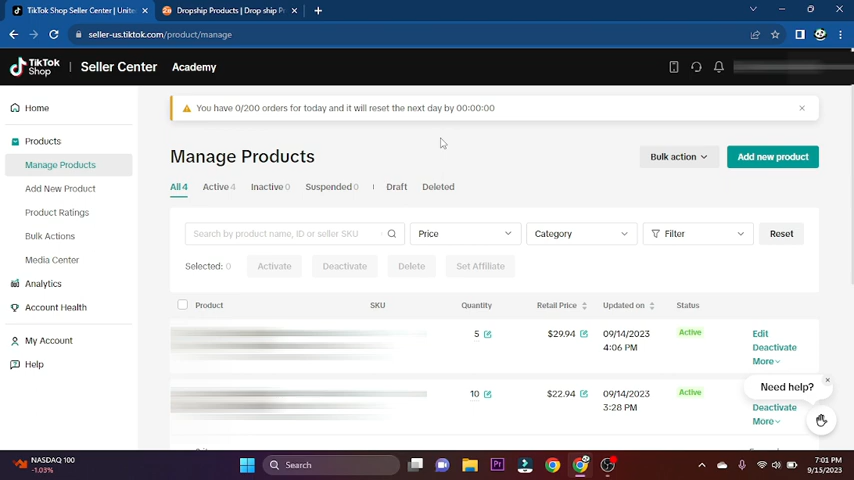 TikTok Shop Seller Center | United
Dropship Products | Drop ship P
seller-us.tiktok.com/product/manage
TikTok Shop | Seller Center Academy
Home
Products
Manage Products
Add New Product
Product Ratings
Bulk Actions
Media Center
Analytics
Account Health
My Account
Help
You have 0/200 orders for today and it will reset the next day by 00:00:00
Manage Products
Bulk action
Add new product
All 4 Active 4 Inactive 0 Suspended 0 Draft Deleted
Search by product name, ID or seller SKU
Price
Category
Filter
Reset
Selected: 0 Activate Deactivate Delete Set Affiliate
Product SKU Quantity Retail Price Updated on Status
5 $29.94 09/14/2023 Active Edit
4:06 PM Deactivate
More
10 $22.94 09/14/2023 Active
3:28 PM Deactivate
More
Need help?
NASDAQ 100
-1.03%
Search
7:01 PM
9/15/2023